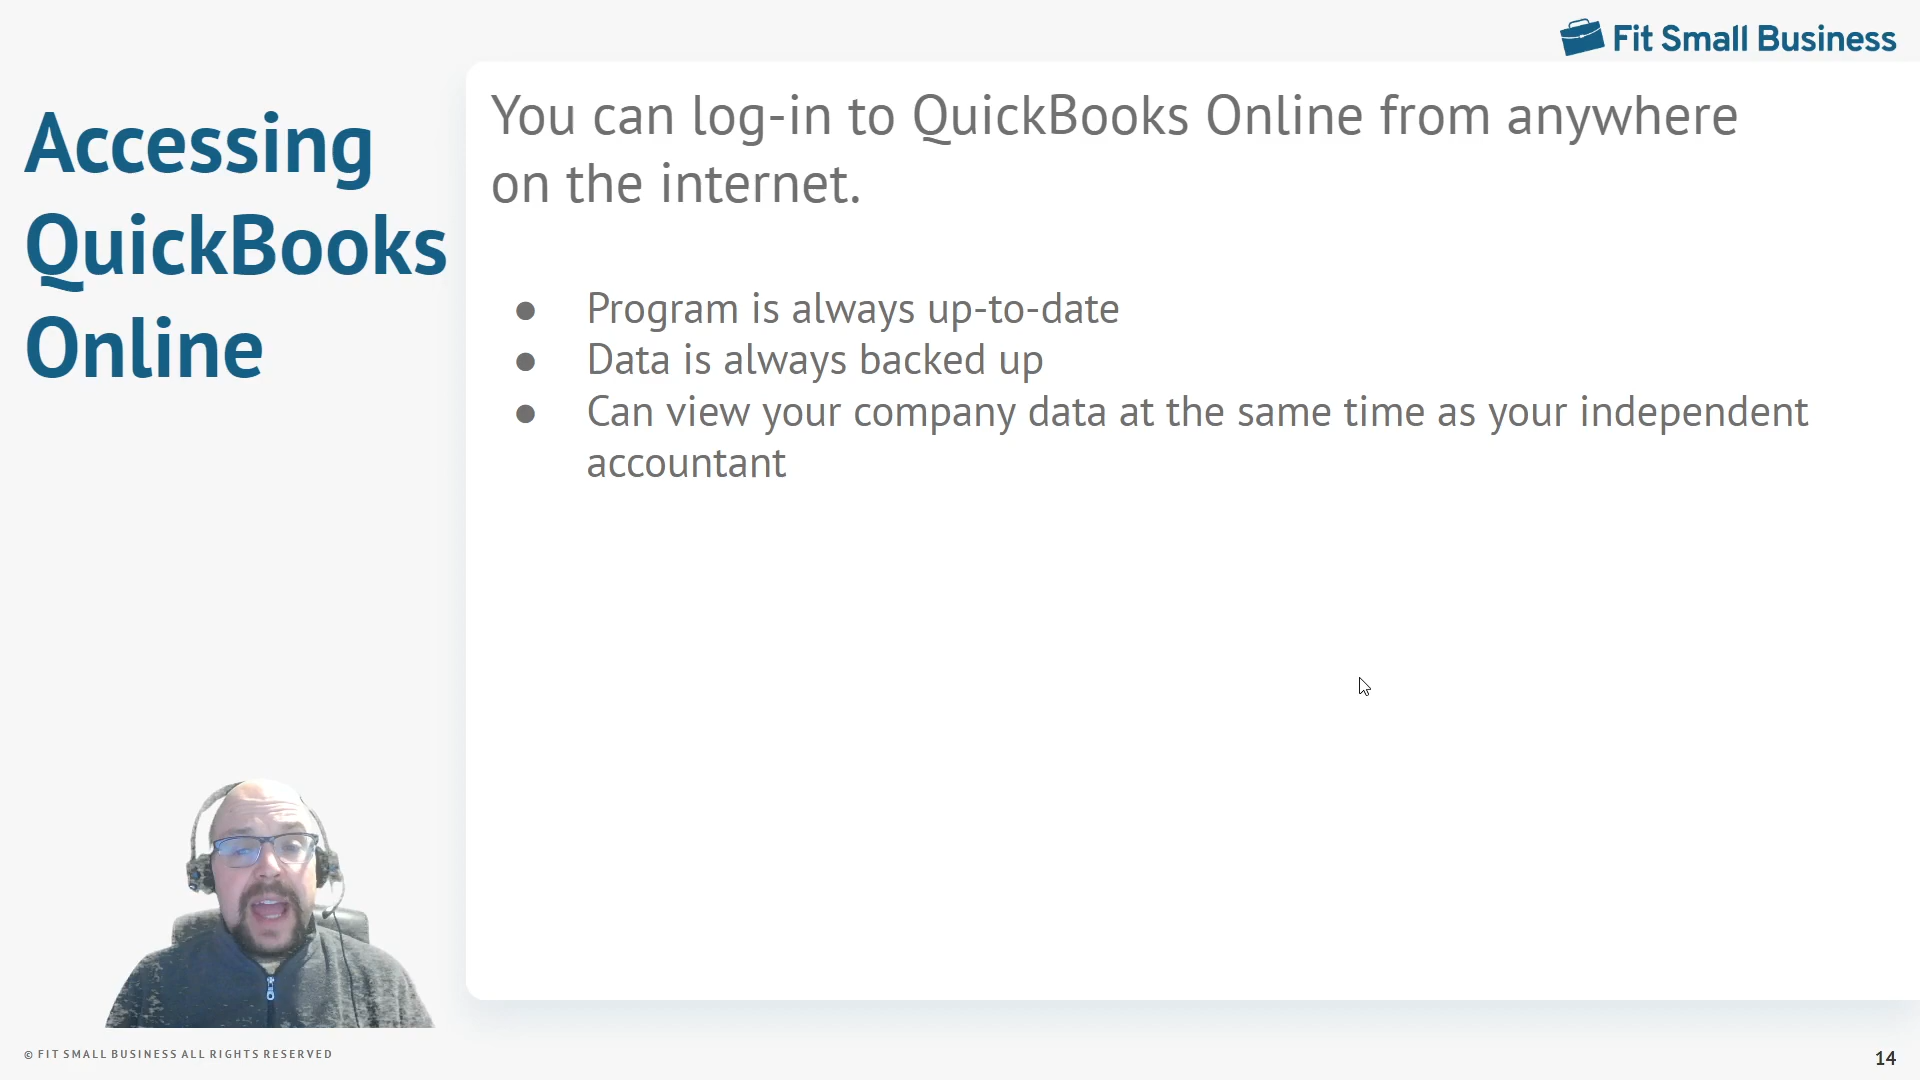 Fit Small Business
Accessing
QuickBooks
Online
You can log-in to QuickBooks Online from anywhere
on the internet.
● Program is always up-to-date
● Data is always backed up
● Can view your company data at the same time as your independent
accountant
© FIT SMALL BUSINESS ALL RIGHTS RESERVED
14